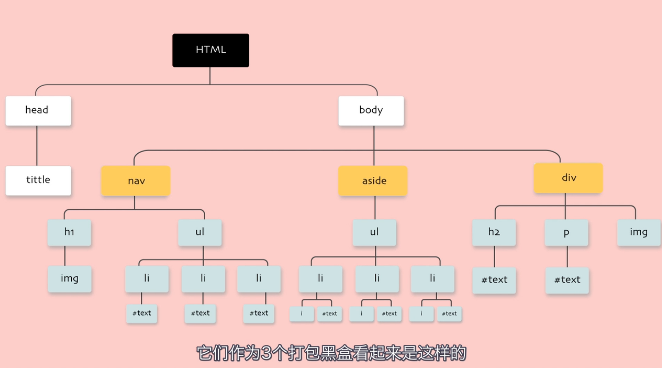 HTML
head
body
tittle
nav
aside
div
h1
ul
ul
h2
p
img
img
li
li
li
li
li
li
#text
#text
#text
#text
#text
i
#text
i
#text
i
#text
它们作为3个打包黑盒看起来是这样的